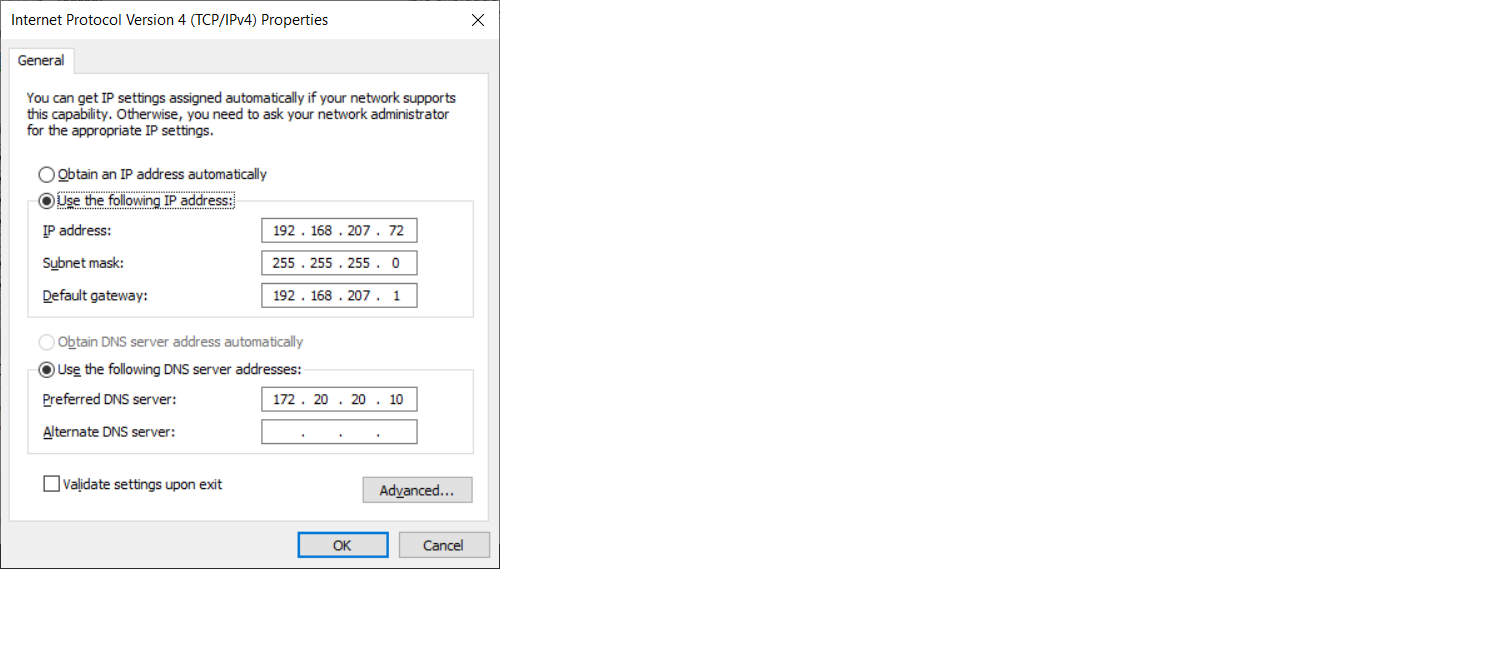 Internet Protocol Version 4 (TCP/IPv4) Properties
General
You can get IP settings assigned automatically if your network supports
this capability. Otherwise, you need to ask your network administrator
for the appropriate IP settings.
Obtain an IP address automatically
Use the following IP address:
IP address: 192 . 168 . 207 . 72
Subnet mask: 255 . 255 . 255 . 0
Default gateway: 192 . 168 . 207 . 1
Obtain DNS server address automatically
Use the following DNS server addresses:
Preferred DNS server: 172 . 20 . 20 . 10
Alternate DNS server: . . .
Validate settings upon exit
Advanced...
OK Cancel